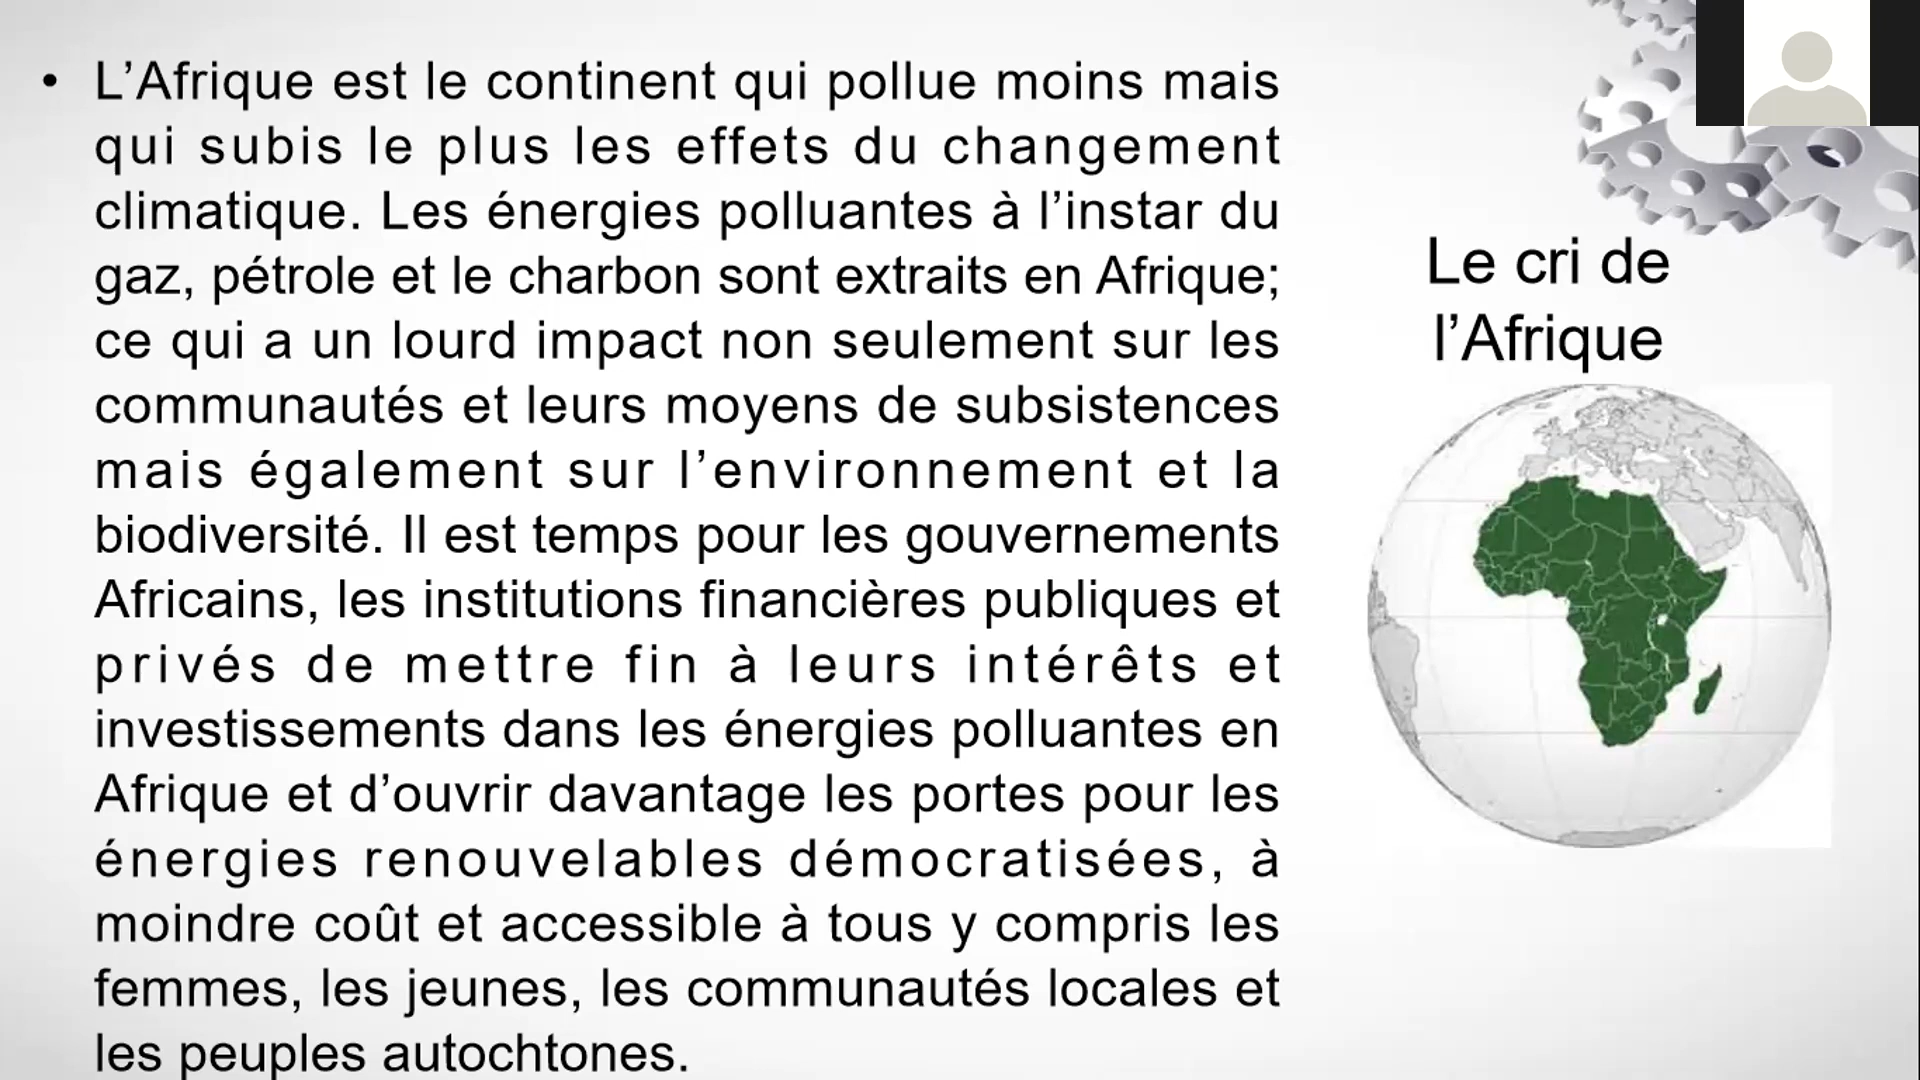 • L’Afrique est le continent qui pollue moins mais
qui subis le plus les effets du changement
climatique. Les énergies polluantes à l’instar du
gaz, pétrole et le charbon sont extraits en Afrique;
ce qui a un lourd impact non seulement sur les
communautés et leurs moyens de subsistences
mais également sur l’environnement et la
biodiversité. Il est temps pour les gouvernements
Africains, les institutions financières publiques et
privés de mettre fin à leurs intérêts et
investissements dans les énergies polluantes en
Afrique et d’ouvrir davantage les portes pour les
énergies renouvelables démocratisées, à
moindre coût et accessible à tous y compris les
femmes, les jeunes, les communautés locales et
les peuples autochtones.
Le cri de
l’Afrique